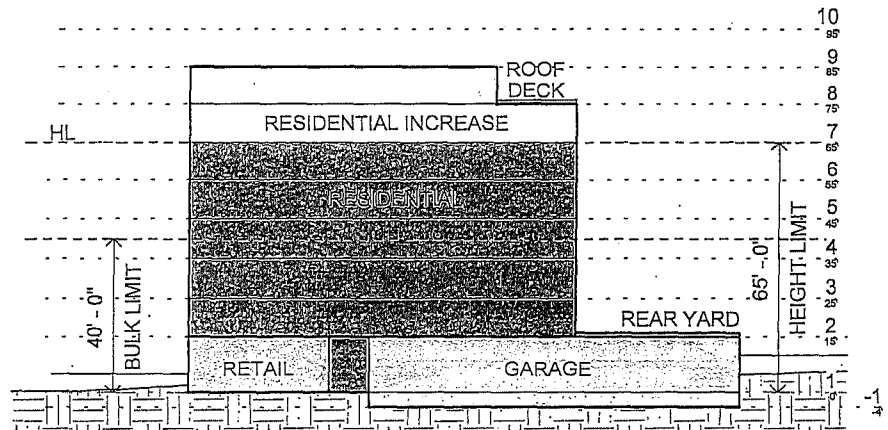 10
95'
9
85'
ROOF
DECK
8
75'
RESIDENTIAL INCREASE
HL
7
65'
6
55'
RESIDENTIAL
5
45'
4
35'
3
25'
40' - 0"
BULK LIMIT
65' - 0"
HEIGHT LIMIT
REAR YARD
2
15'
RETAIL
GARAGE
1
0'
-1